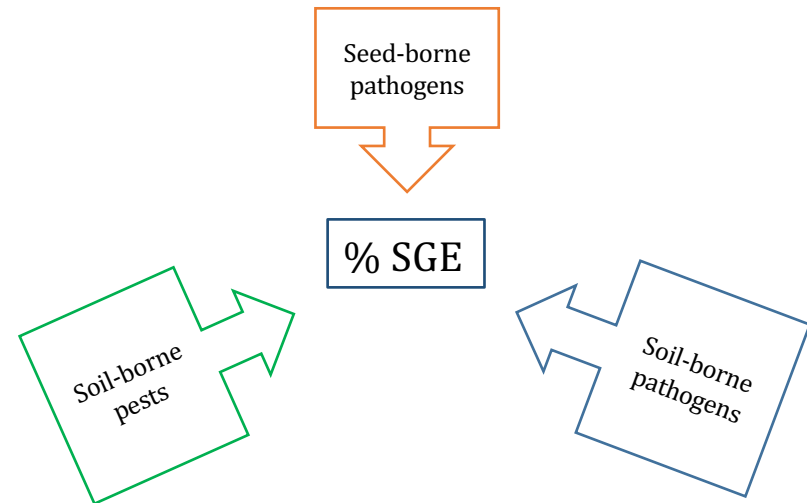 Seed-borne
pathogens
% SGE
Soil-borne
pests
Soil-borne
pathogens